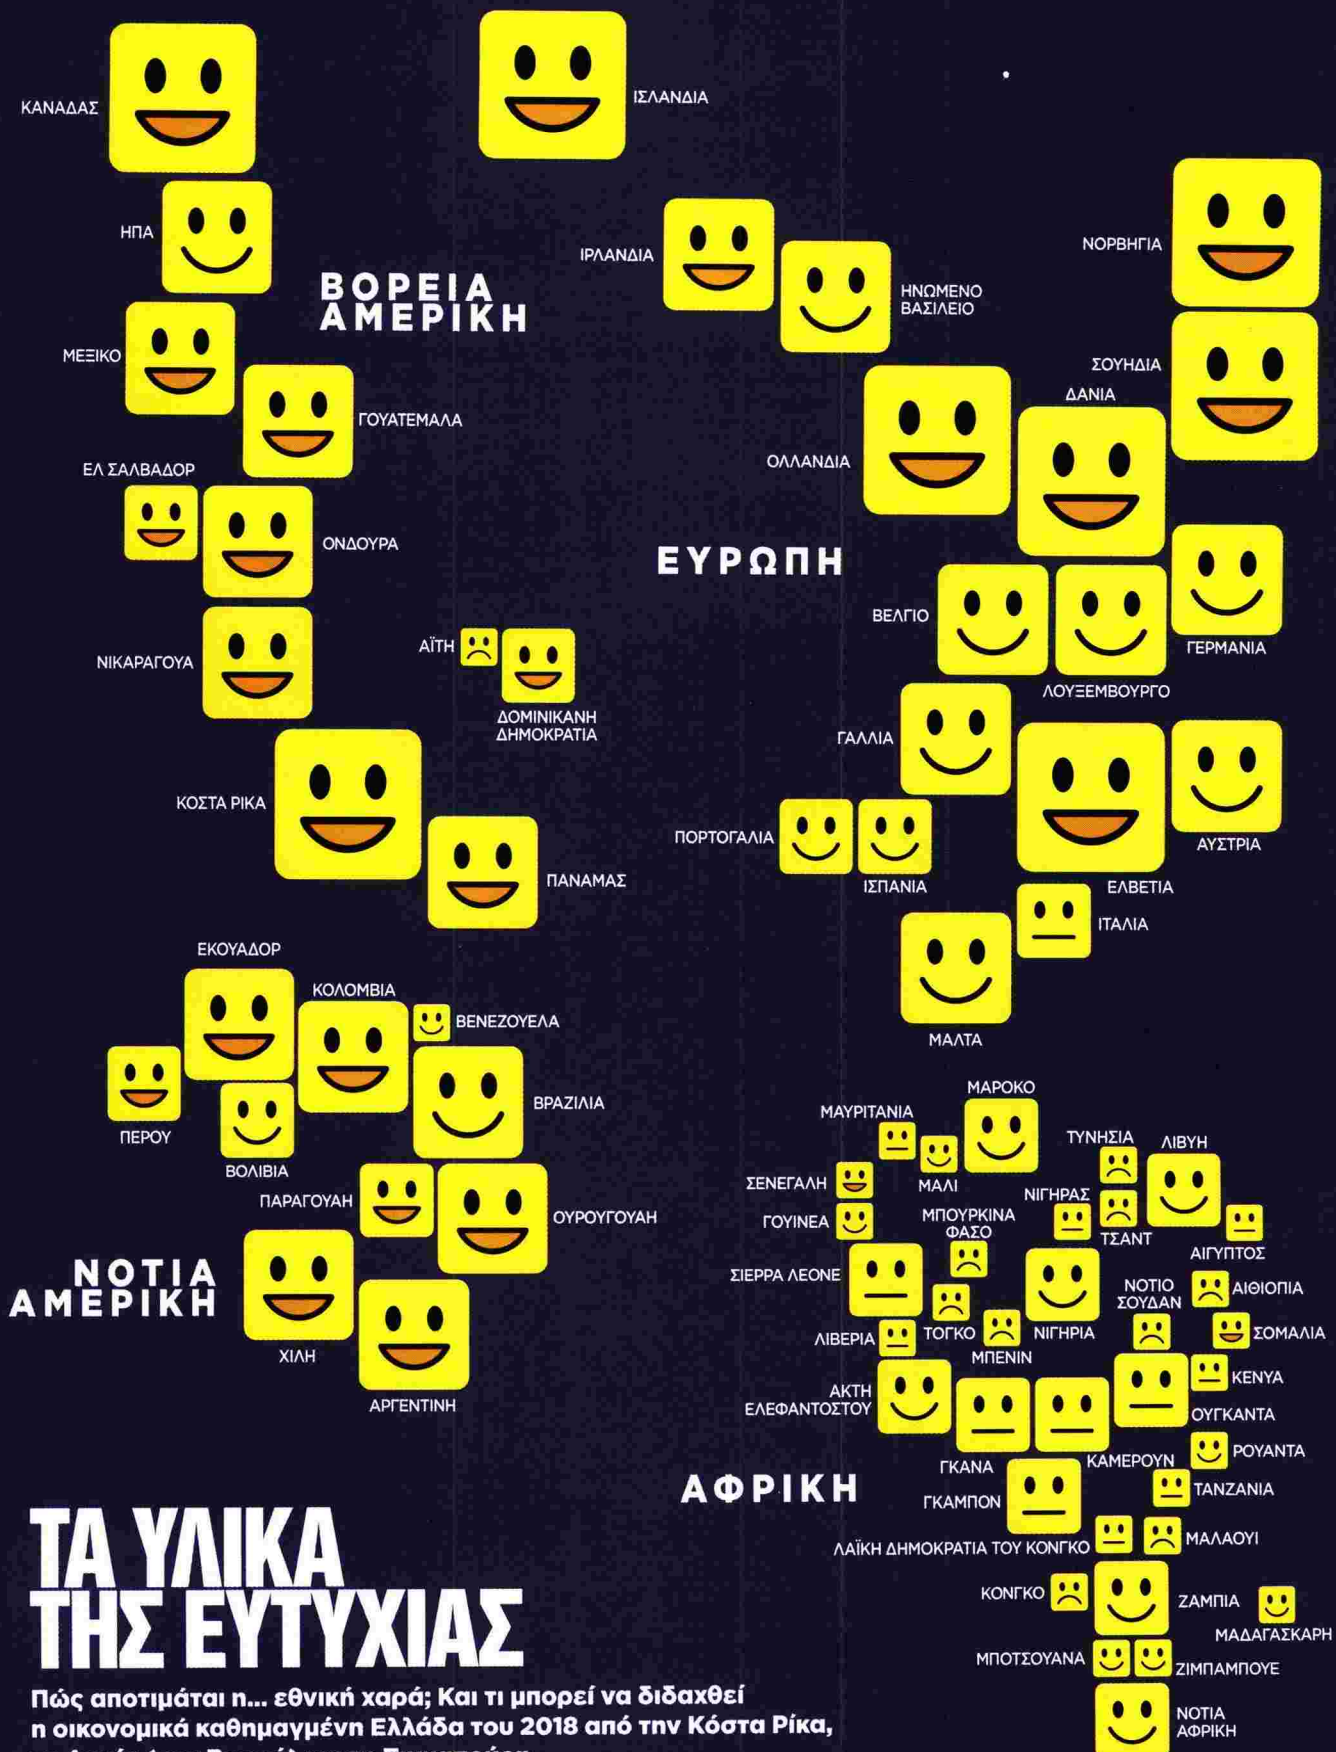 ΚΑΝΑΔΑΣ
ΙΣΛΑΝΔΙΑ
ΗΠΑ
ΒΟΡΕΙΑ
ΑΜΕΡΙΚΗ
ΙΡΛΑΝΔΙΑ
ΗΝΩΜΕΝΟ
ΒΑΣΙΛΕΙΟ
ΝΟΡΒΗΓΙΑ
ΜΕΞΙΚΟ
ΣΟΥΗΔΙΑ
ΔΑΝΙΑ
ΓΟΥΑΤΕΜΑΛΑ
ΕΛ ΣΑΛΒΑΔΟΡ
ΟΛΛΑΝΔΙΑ
ΟΝΔΟΥΡΑ
ΕΥΡΩΠΗ
ΒΕΛΓΙΟ
ΓΕΡΜΑΝΙΑ
ΝΙΚΑΡΑΓΟΥΑ
ΑΪΤΗ
ΛΟΥΞΕΜΒΟΥΡΓΟ
ΔΟΜΙΝΙΚΑΝΗ
ΔΗΜΟΚΡΑΤΙΑ
ΓΑΛΛΙΑ
ΚΟΣΤΑ ΡΙΚΑ
ΠΟΡΤΟΓΑΛΙΑ
ΑΥΣΤΡΙΑ
ΠΑΝΑΜΑΣ
ΙΣΠΑΝΙΑ
ΕΛΒΕΤΙΑ
ΙΤΑΛΙΑ
ΕΚΟΥΑΔΟΡ
ΚΟΛΟΜΒΙΑ
ΒΕΝΕΖΟΥΕΛΑ
ΜΑΛΤΑ
ΒΡΑΖΙΛΙΑ
ΠΕΡΟΥ
ΒΟΛΙΒΙΑ
ΠΑΡΑΓΟΥΑΗ
ΟΥΡΟΥΓΟΥΑΗ
ΝΟΤΙΑ
ΑΜΕΡΙΚΗ
ΧΙΛΗ
ΑΡΓΕΝΤΙΝΗ
ΜΑΡΟΚΟ
ΜΑΥΡΙΤΑΝΙΑ
ΤΥΝΗΣΙΑ
ΛΙΒΥΗ
ΣΕΝΕΓΑΛΗ
ΜΑΛΙ
ΝΙΓΗΡΑΣ
ΓΟΥΙΝΕΑ
ΜΠΟΥΡΚΙΝΑ
ΦΑΣΟ
ΤΣΑΝΤ
ΑΙΓΥΠΤΟΣ
ΣΙΕΡΡΑ ΛΕΟΝΕ
ΝΟΤΙΟ
ΣΟΥΔΑΝ
ΑΙΘΙΟΠΙΑ
ΛΙΒΕΡΙΑ
ΤΟΓΚΟ
ΜΠΕΝΙΝ
ΝΙΓΗΡΙΑ
ΣΟΜΑΛΙΑ
ΚΕΝΥΑ
ΑΚΤΗ
ΕΛΕΦΑΝΤΟΣΤΟΥ
ΟΥΓΚΑΝΤΑ
ΓΚΑΝΑ
ΚΑΜΕΡΟΥΝ
ΡΟΥΑΝΤΑ
ΑΦΡΙΚΗ
ΓΚΑΜΠΟΝ
ΤΑΝΖΑΝΙΑ
ΛΑΪΚΗ ΔΗΜΟΚΡΑΤΙΑ ΤΟΥ ΚΟΝΓΚΟ
ΜΑΛΑΟΥΙ
ΚΟΝΓΚΟ
ΖΑΜΠΙΑ
ΜΑΔΑΓΑΣΚΑΡΗ
ΜΠΟΤΣΟΥΑΝΑ
ΖΙΜΠΑΜΠΟΥΕ
ΝΟΤΙΑ
ΑΦΡΙΚΗ
ΤΑ ΥΛΙΚΑ
ΤΗΣ ΕΥΤΥΧΙΑΣ
Πώς αποτιμάται η... εθνική χαρά; Και τι μπορεί να διδαχθεί
η οικονομικά καθημαγμένη Ελλάδα του 2018 από την Κόστα Ρίκα,